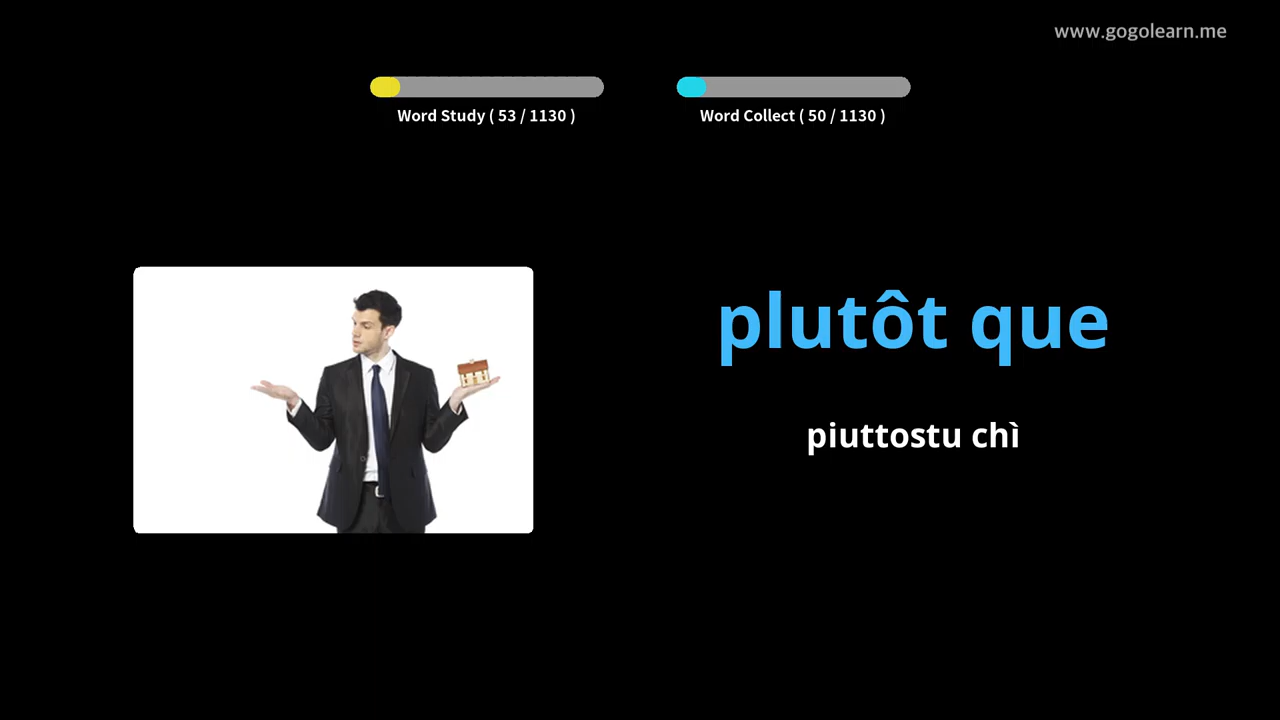 www.gogolearn.me
Word Study ( 53 / 1130 )
Word Collect ( 50 / 1130 )
plutôt que
piuttostu chì